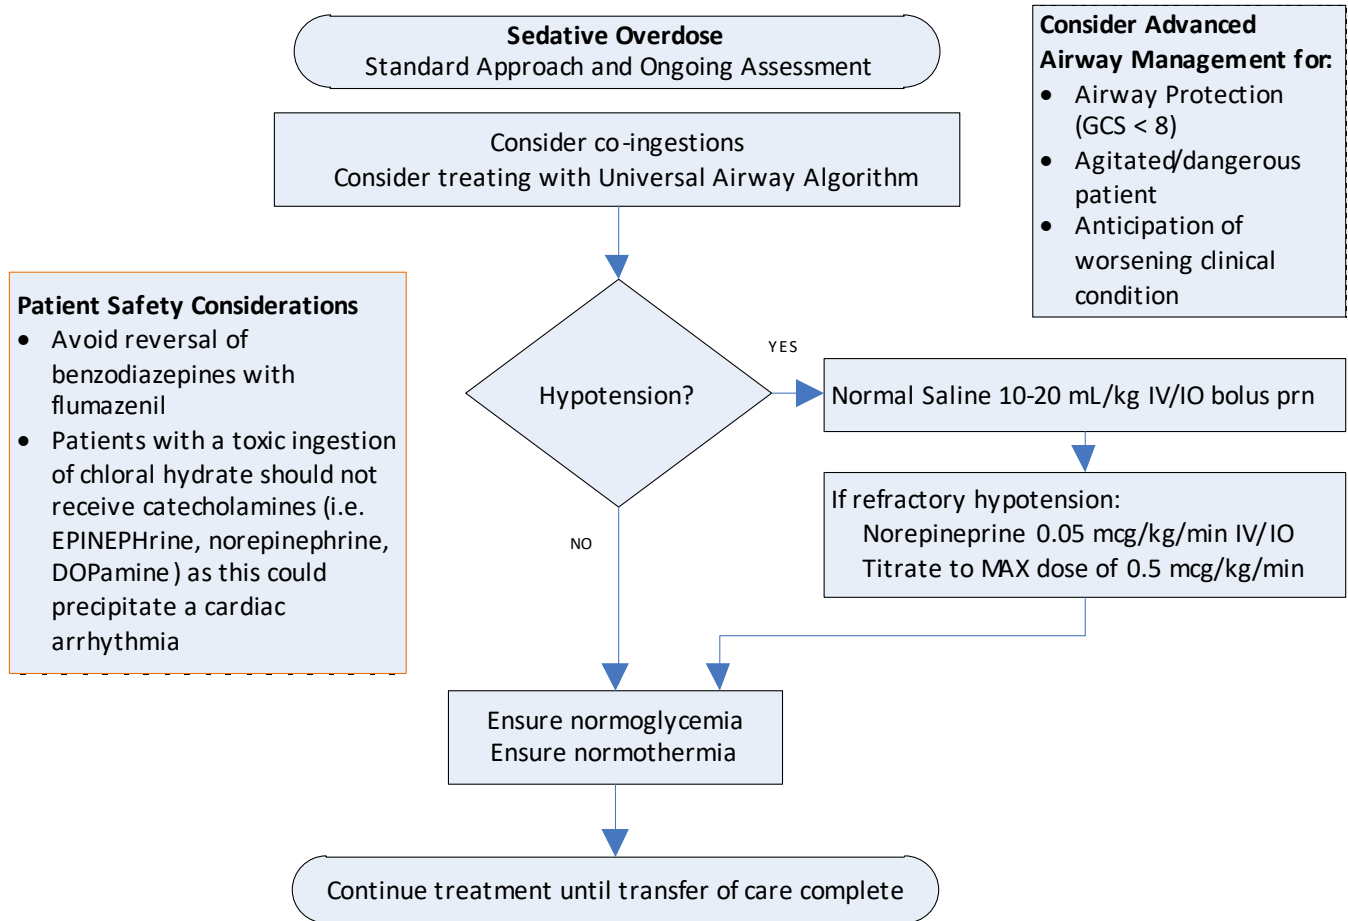 Sedative Overdose
Standard Approach and Ongoing Assessment
Consider Advanced
Airway Management for:
• Airway Protection
(GCS < 8)
• Agitated/dangerous
patient
• Anticipation of
worsening clinical
condition
Consider co-ingestions
Consider treating with Universal Airway Algorithm
Patient Safety Considerations
• Avoid reversal of
benzodiazepines with
flumazenil
• Patients with a toxic ingestion
of chloral hydrate should not
receive catecholamines (i.e.
EPINEPHrine, norepinephrine,
DOPamine) as this could
precipitate a cardiac
arrhythmia
Hypotension?
YES
Normal Saline 10-20 mL/kg IV/IO bolus prn
If refractory hypotension:
Norepineprine 0.05 mcg/kg/min IV/IO
Titrate to MAX dose of 0.5 mcg/kg/min
NO
Ensure normoglycemia
Ensure normothermia
Continue treatment until transfer of care complete